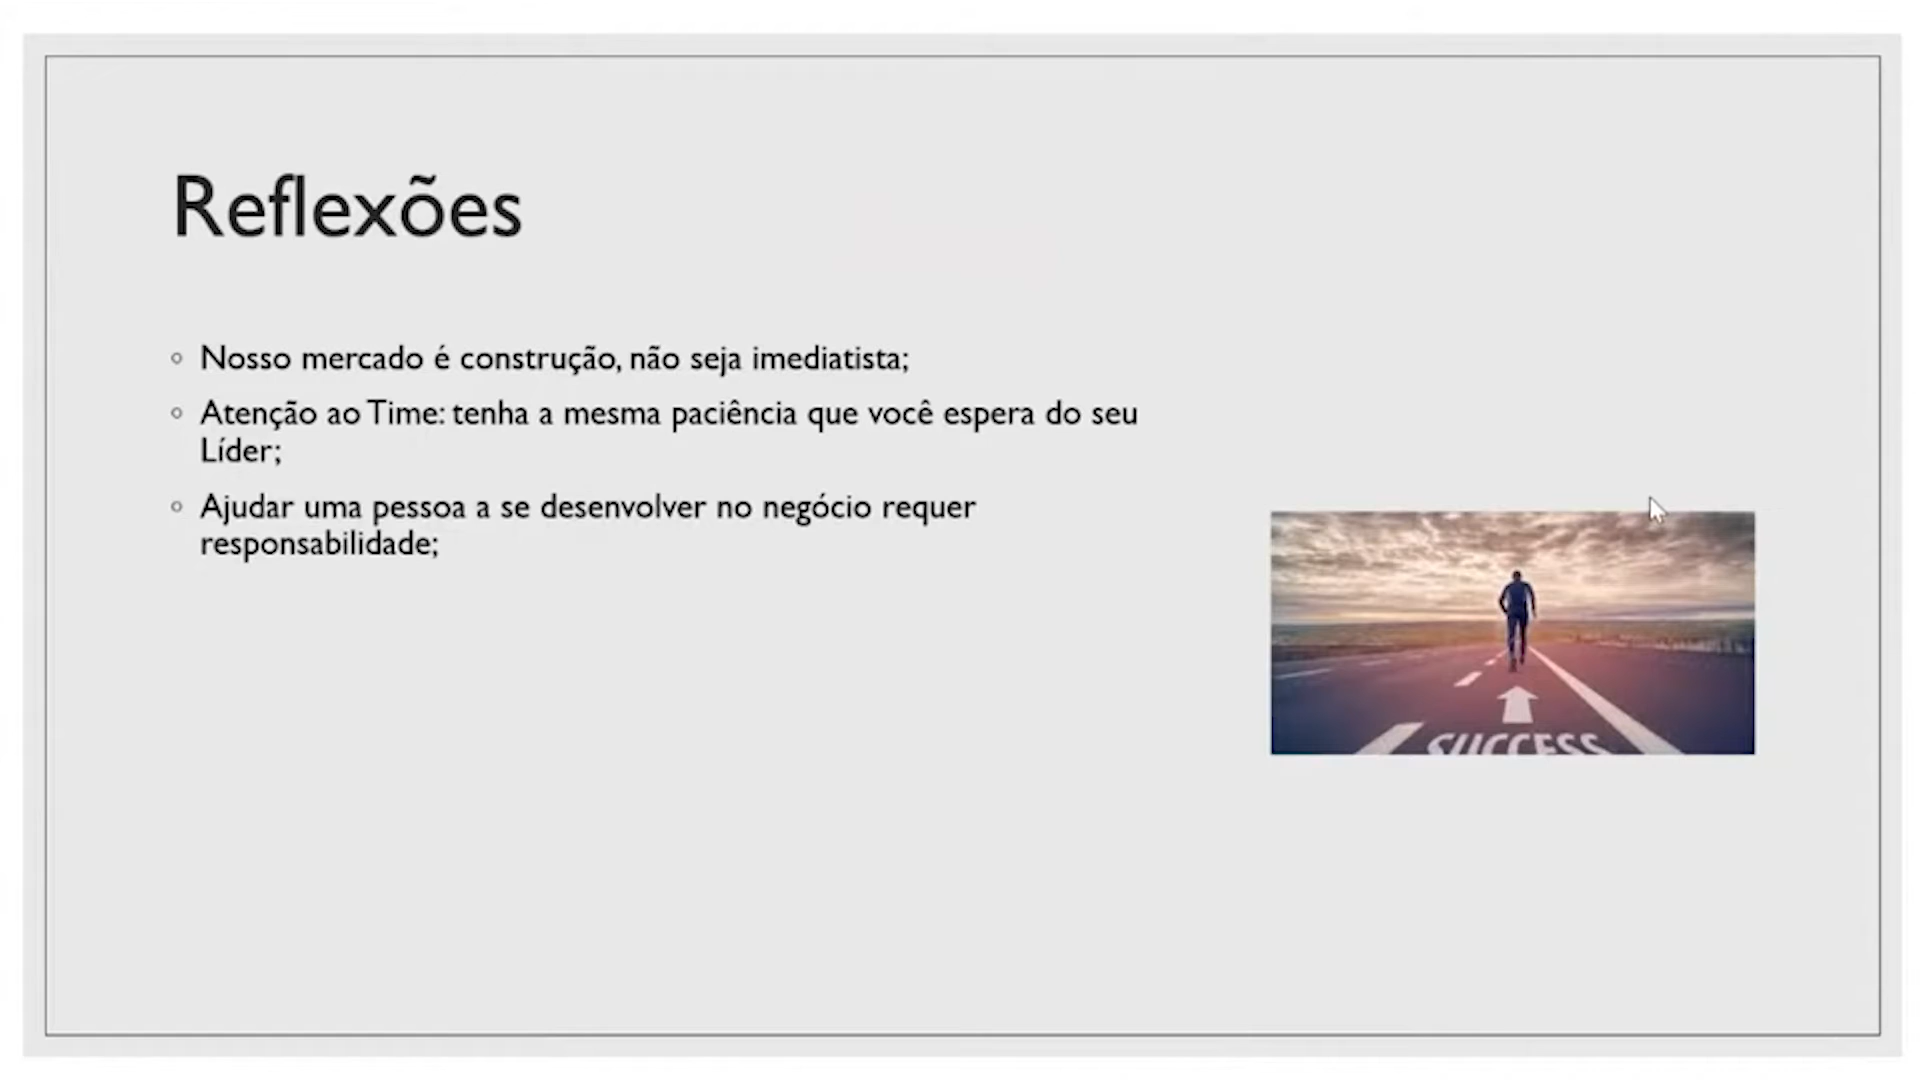 Reflexões
Nosso mercado é construção, não seja imediatista;
Atenção ao Time: tenha a mesma paciência que você espera do seu
Líder;
Ajudar uma pessoa a se desenvolver no negócio requer
responsabilidade;
SUCCESS